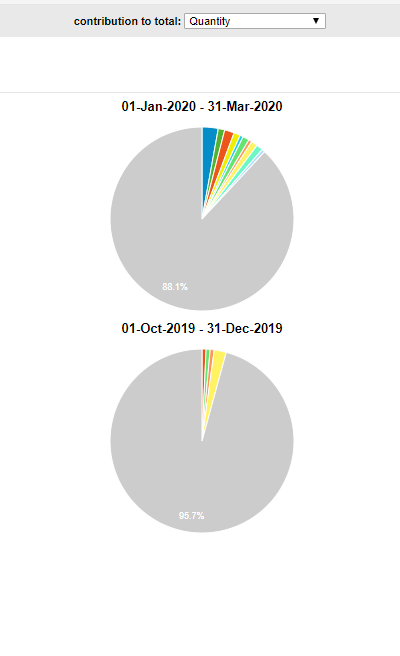 contribution to total: Quantity
01-Jan-2020 - 31-Mar-2020
88.1%
01-Oct-2019 - 31-Dec-2019
95.7%